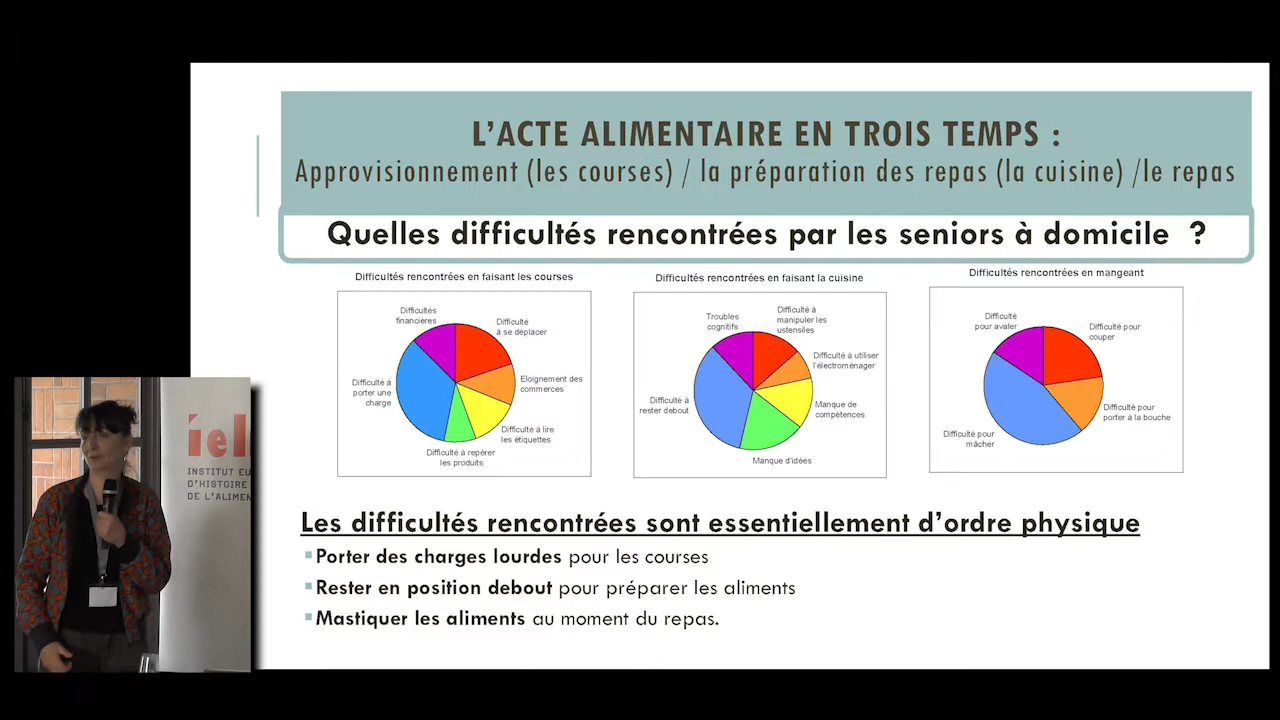 L'ACTE ALIMENTAIRE EN TROIS TEMPS :
Approvisionnement (les courses) / la préparation des repas (la cuisine) /le repas
Quelles difficultés rencontrées par les seniors à domicile ?
Difficultés rencontrées en faisant les courses
Difficultés
financières
Difficulté
à se déplacer
Eloignement des
commerces
Difficulté à
porter une
charge
Difficulté à lire
les étiquettes
Difficulté à repérer
les produits
Difficultés rencontrées en faisant la cuisine
Troubles
cognitifs
Difficulté à
manipuler les
ustensiles
Difficulté à utiliser
l'électroménager
Difficulté à
rester debout
Manque de
compétences
Manque d'idées
Difficultés rencontrées en mangeant
Difficulté
pour avaler
Difficulté pour
couper
Difficulté pour
porter à la bouche
Difficulté pour
mâcher
Les difficultés rencontrées sont essentiellement d'ordre physique
Porter des charges lourdes pour les courses
Rester en position debout pour préparer les aliments
Mastiquer les aliments au moment du repas.
INSTITUT
D'HISTOIRE
DE